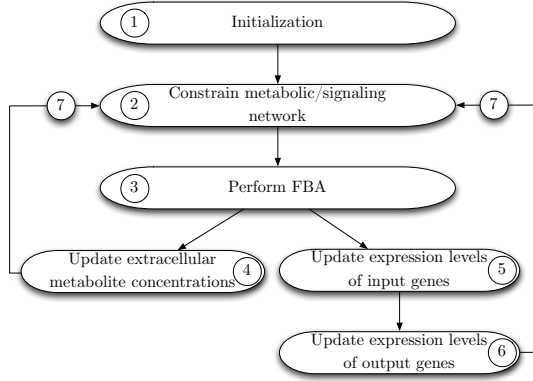 1 Initialization
7
2 Constrain metabolic/signaling
network
7
3 Perform FBA
Update extracellular
metabolite concentrations 4
Update expression levels
of input genes 5
Update expression levels
of output genes 6